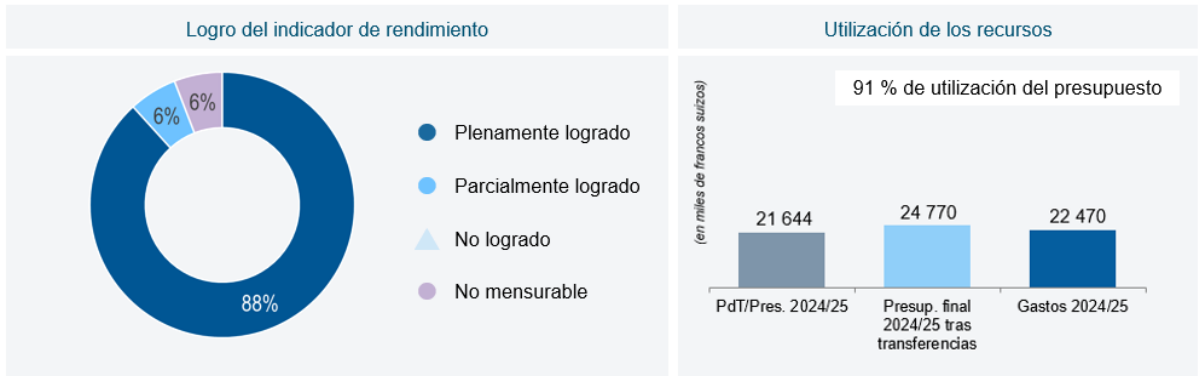 Logro del indicador de rendimiento
6%
6%
88%
Plenamente logrado
Parcialmente logrado
No logrado
No mensurable
Utilización de los recursos
91 % de utilización del presupuesto
(en miles de francos suizos)
21 644
24 770
22 470
PdT/Pres. 2024/25
Presup. final
2024/25 tras
transferencias
Gastos 2024/25